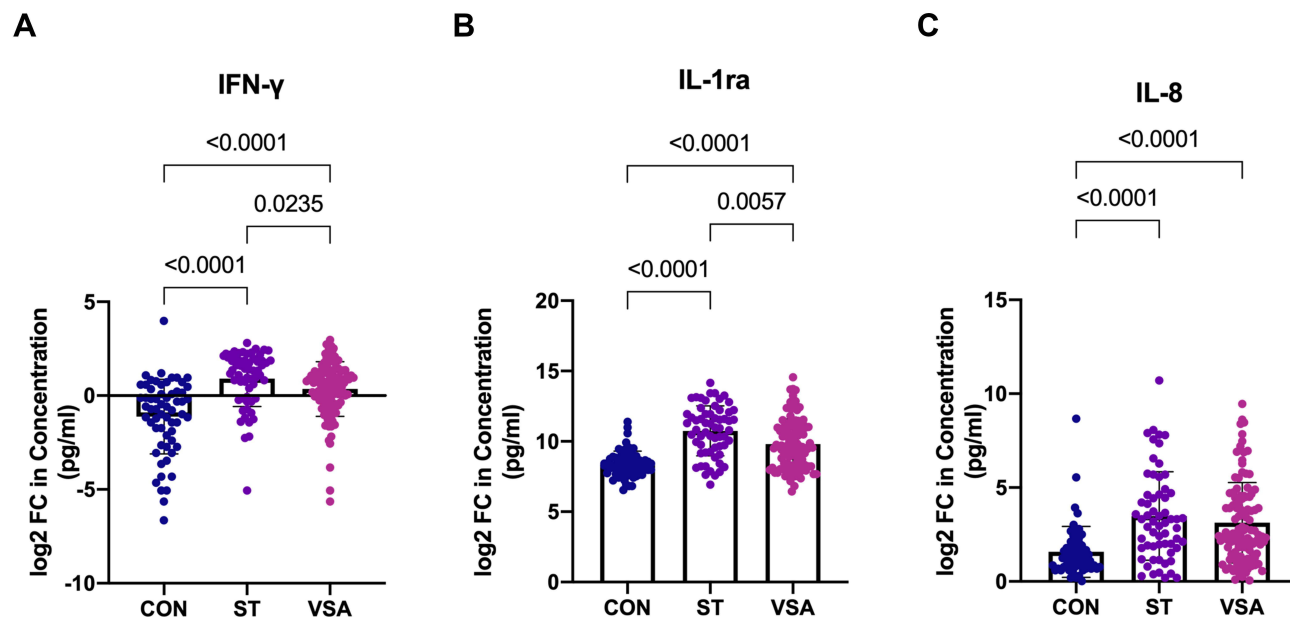 A
IFN-γ
<0.0001
0.0235
<0.0001
log2 FC in Concentration
(pg/ml)
5
0
-5
-10
CON ST VSA
B
IL-1ra
<0.0001
0.0057
<0.0001
log2 FC in Concentration
(pg/ml)
20
15
10
5
0
CON ST VSA
C
IL-8
<0.0001
<0.0001
log2 FC in Concentration
(pg/ml)
15
10
5
0
CON ST VSA